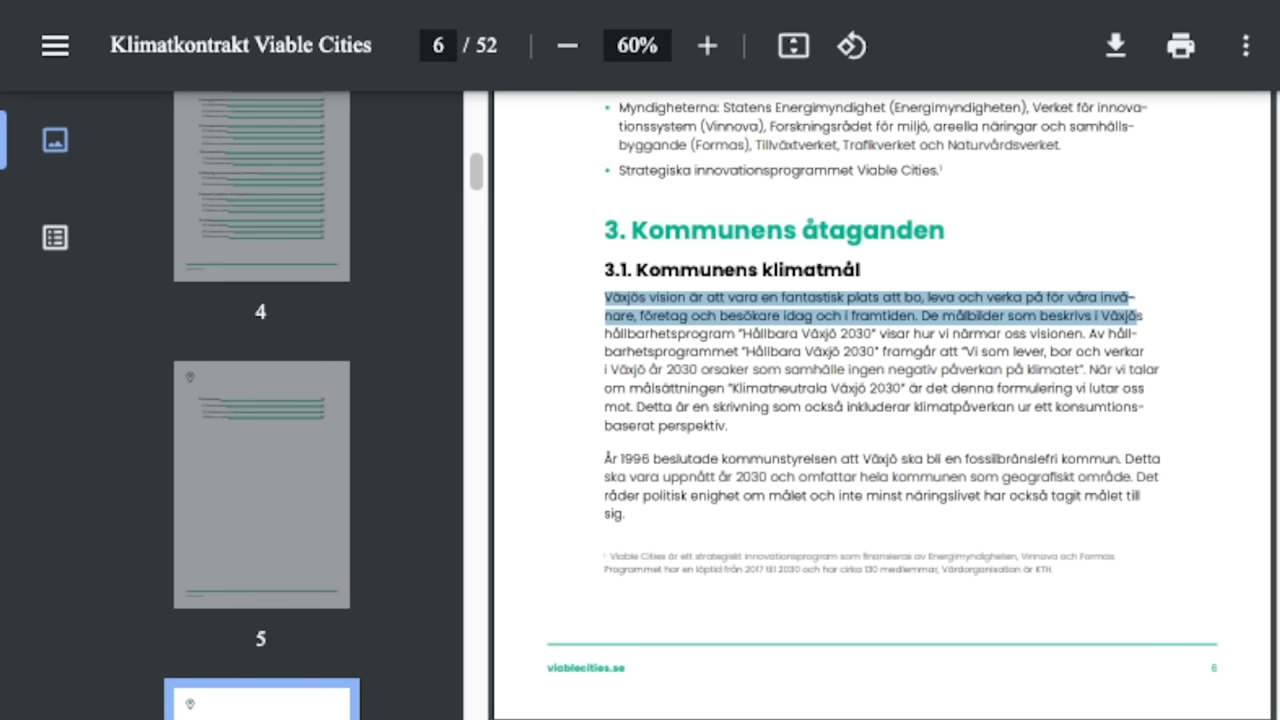 Klimatkontrakt Viable Cities
6 / 52
60%
4
5
• Myndigheterna: Statens Energimyndighet (Energimyndigheten), Verket för innova-
tionssystem (Vinnova), Forskningsrådet för miljö, areella näringar och samhälls-
byggande (Formas), Tillväxtverket, Trafikverket och Naturvårdsverket.
• Strategiska innovationsprogrammet Viable Cities.¹
3. Kommunens åtaganden
3.1. Kommunens klimatmål
Växjös vision är att vara en fantastisk plats att bo, leva och verka på för våra invå-
nare, företag och besökare idag och i framtiden. De målbilder som beskrivs i Växjös
hållbarhetsprogram ”Hållbara Växjö 2030” visar hur vi närmar oss visionen. Av håll-
barhetsprogrammet ”Hållbara Växjö 2030” framgår att ”Vi som lever, bor och verkar
i Växjö år 2030 orsaker som samhälle ingen negativ påverkan på klimatet”. När vi talar
om målsättningen ”Klimatneutrala Växjö 2030” är det denna formulering vi lutar oss
mot. Detta är en skrivning som också inkluderar klimatpåverkan ur ett konsumtions-
baserat perspektiv.
År 1996 beslutade kommunstyrelsen att Växjö ska bli en fossilbränslefri kommun. Detta
ska vara uppnått år 2030 och omfattar hela kommunen som geografiskt område. Det
råder politisk enighet om målet och inte minst näringslivet har också tagit målet till
sig.
¹ Viable Cities är ett strategiskt innovationsprogram som finansieras av Energimyndigheten, Vinnova och Formas.
Programmet har en löptid från 2017 till 2030 och har cirka 130 medlemmar, Värdorganisation är KTH.
viablecities.se
6